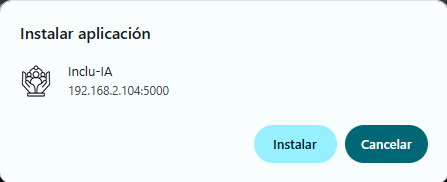 Instalar aplicación
Inclu-IA
192.168.2.104:5000
Instalar
Cancelar